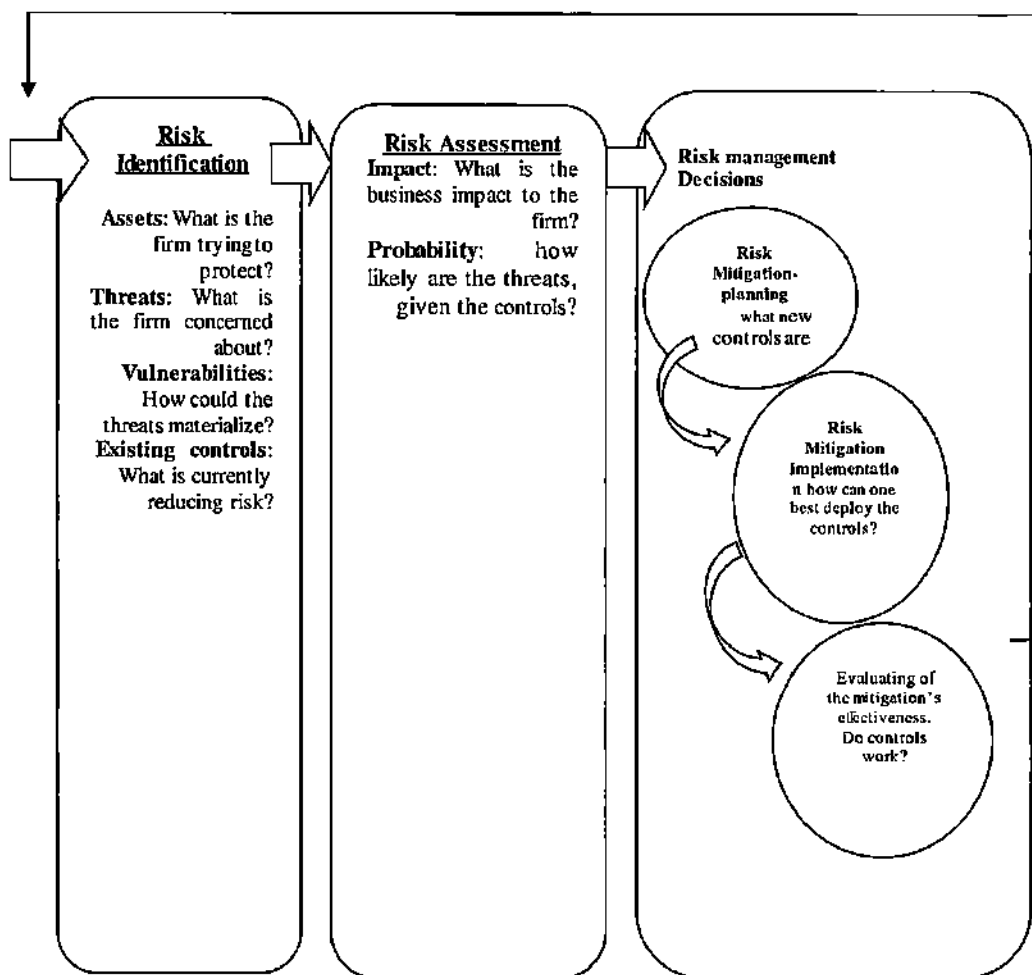 Risk
Identification
Assets: What is the
firm trying to
protect?
Threats: What is
the firm concerned
about?
Vulnerabilities:
How could the
threats materialize?
Existing controls:
What is currently
reducing risk?
Risk Assessment
Impact: What is the
business impact to the
firm?
Probability: how
likely are the threats,
given the controls?
Risk management
Decisions
Risk
Mitigation-
planning
what new
controls are
Risk
Mitigation
Implementatio
n how can one
best deploy the
controls?
Evaluating of
the mitigation's
effectiveness.
Do controls
work?